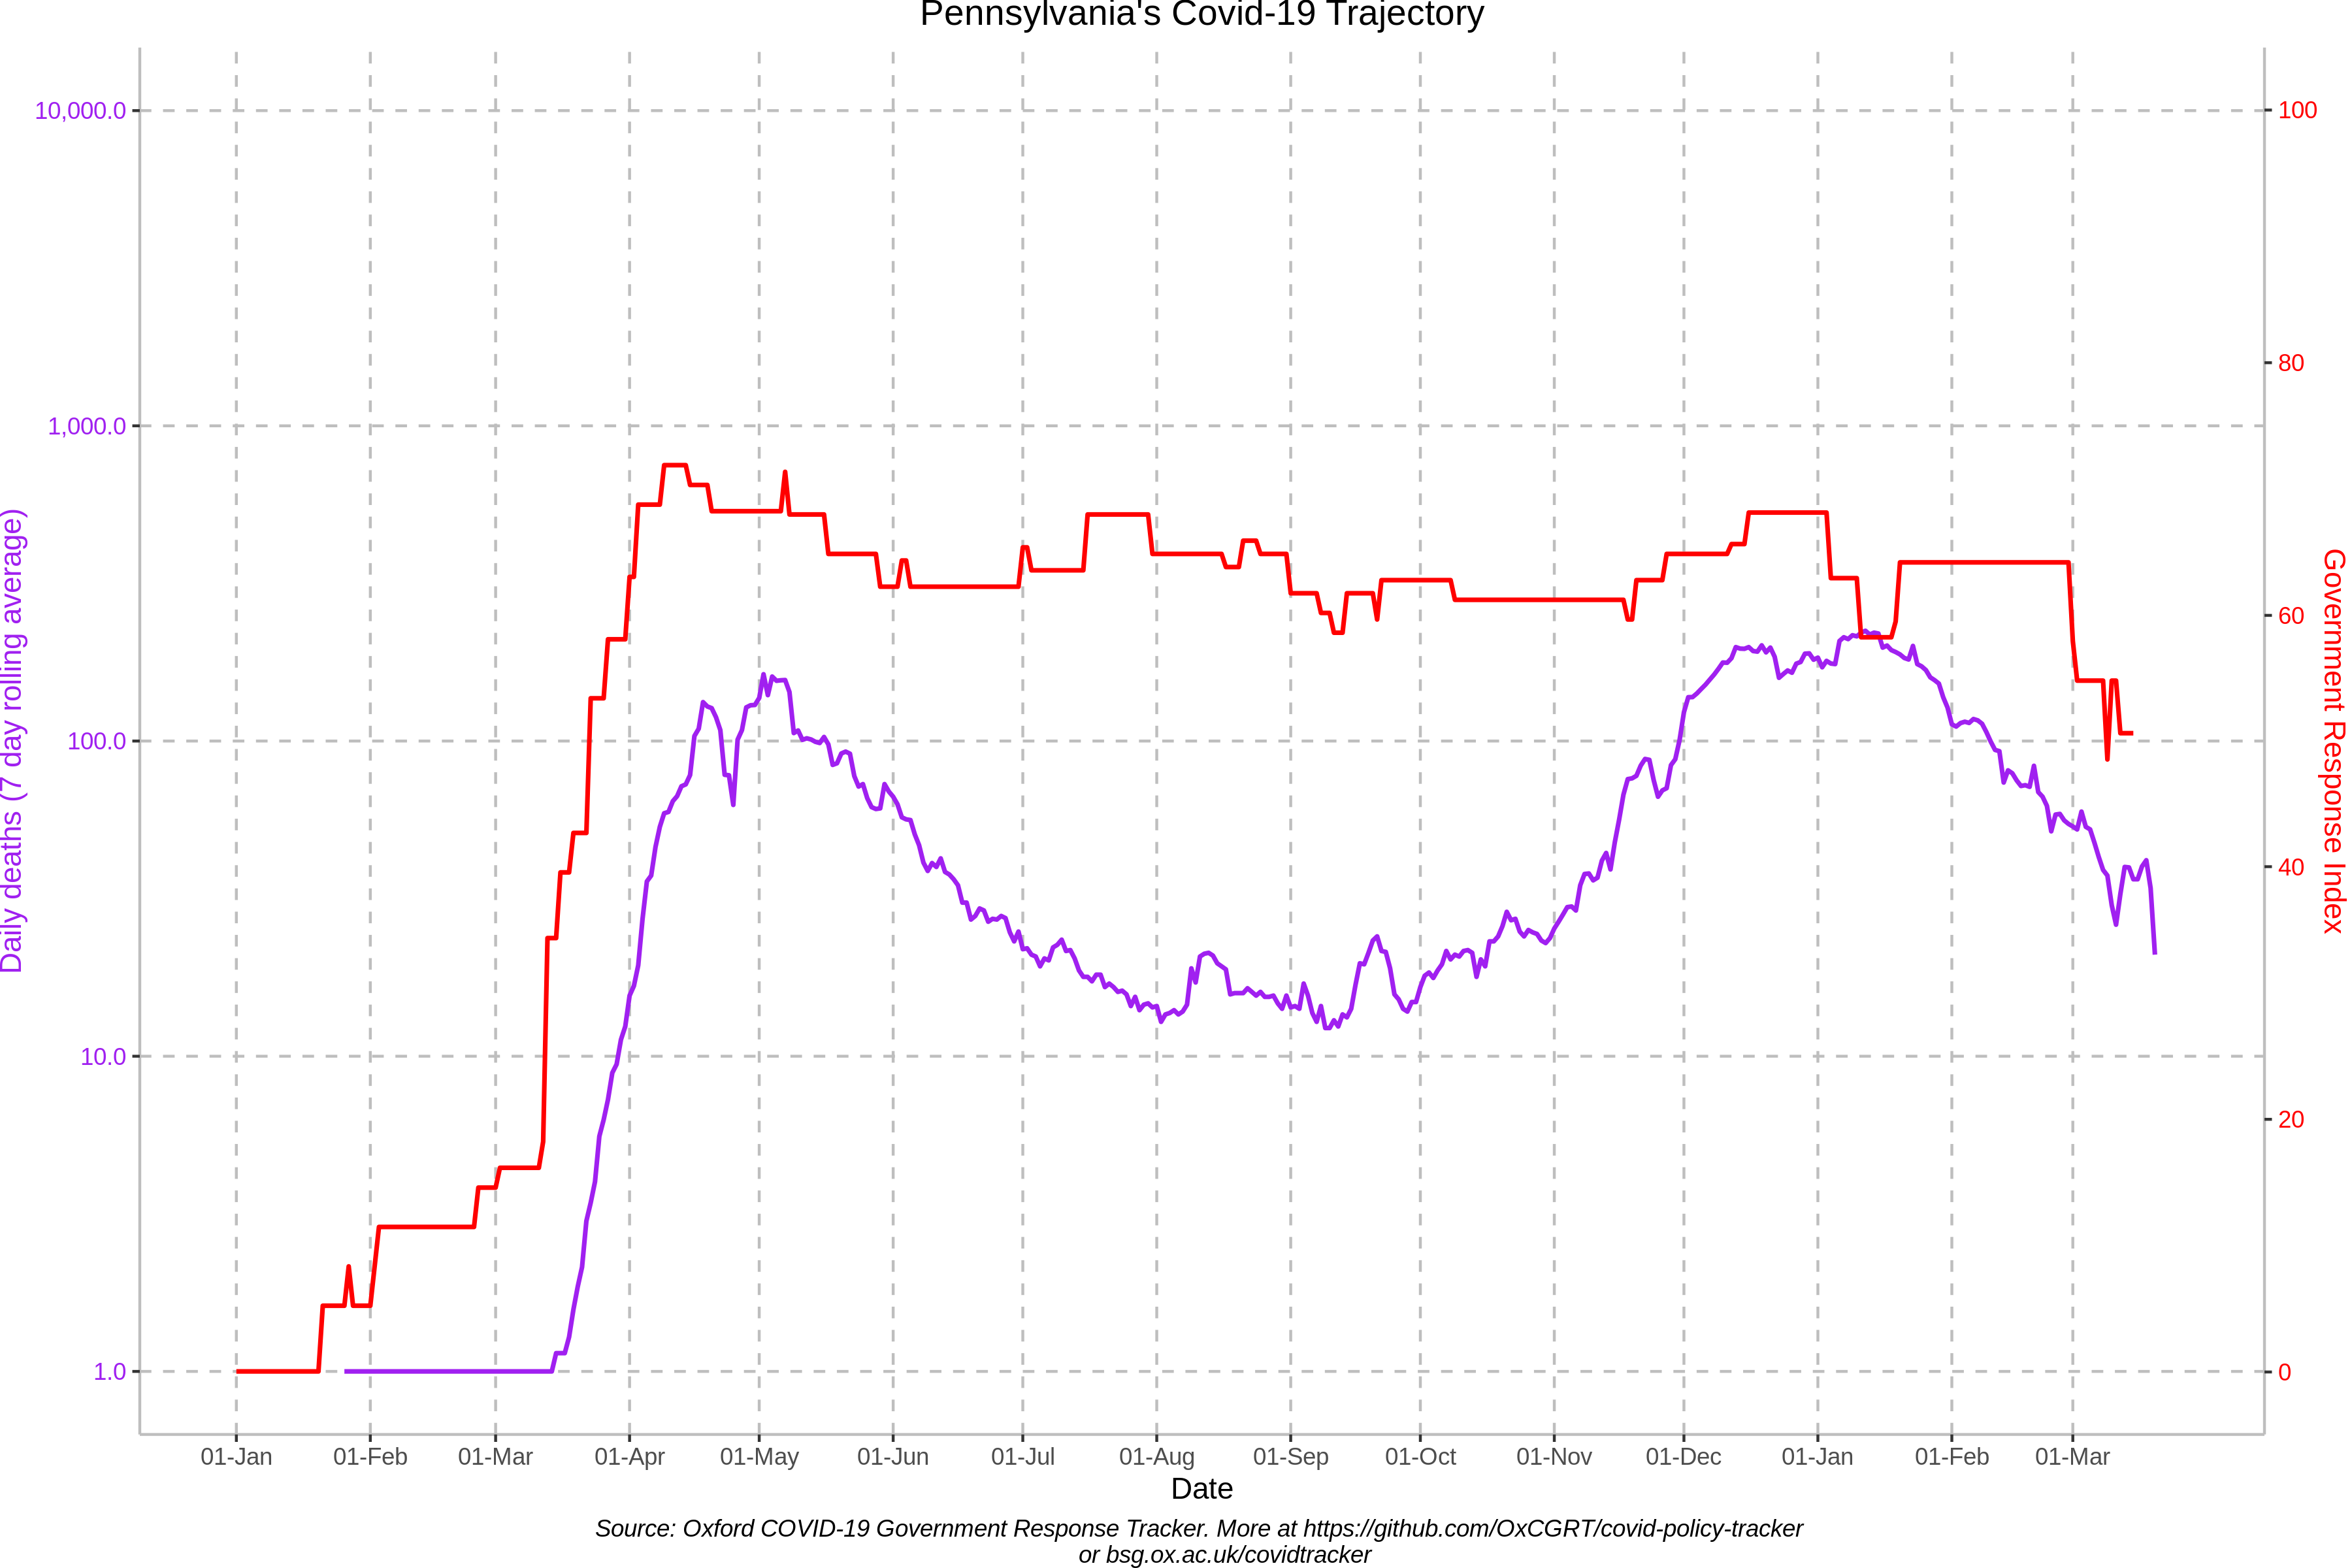 Pennsylvania's Covid-19 Trajectory
Daily deaths (7 day rolling average)
10,000.0
1,000.0
100.0
10.0
1.0
100
80
60
40
20
0
Government Response Index
01-Jan 01-Feb 01-Mar 01-Apr 01-May 01-Jun 01-Jul 01-Aug 01-Sep 01-Oct 01-Nov 01-Dec 01-Jan 01-Feb 01-Mar
Date
Source: Oxford COVID-19 Government Response Tracker. More at https://github.com/OxCGRT/covid-policy-tracker
or bsg.ox.ac.uk/covidtracker